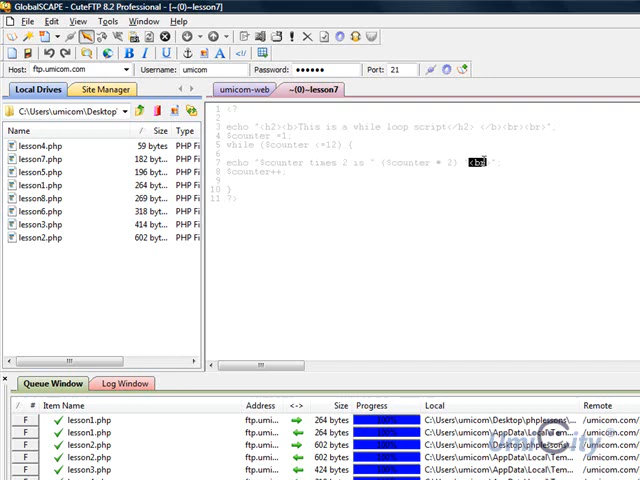 GlobalSCAPE - CuteFTP 8.2 Professional - [~(0)~lesson7]
File Edit View Tools Window Help
Host: ftp.umicom.com Username: umicom Password: •••••• Port: 21
Local Drives Site Manager umicom-web ~(0)~lesson7
C:\Users\umicom\Desktop'
Name / Size Type
lesson4.php 59 bytes PHP Fi
lesson7.php 182 byt... PHP Fi
lesson5.php 196 byt... PHP Fi
lesson1.php 264 byt... PHP Fi
lesson8.php 269 byt... PHP Fi
lesson6.php 318 byt... PHP Fi
lesson3.php 414 byt... PHP Fi
lesson2.php 602 byt... PHP Fi
1 <?
2
3 echo "<h2><b>This is a while loop script</h2> </b><br><br>",
4 $counter =1;
5 while ($counter <=12) {
6
7 echo "$counter times 2 is " ($counter * 2) "<br>";
8 $counter++;
9
10 }
11 ?>
Queue Window Log Window
/ # Item Name Address <-> Size Progress Local Remote
F lesson1.php ftp.umi... 264 bytes 100% C:\Users\umicom\Desktop\phplessons\... umicom.com/
F lesson1.php ftp.umi... 264 bytes 100% C:\Users\umicom\AppData\Local\Tem... umicom.com/
F lesson2.php ftp.umi... 602 bytes 100% C:\Users\umicom\Desktop\phplessons\... umicom.com/
F lesson2.php ftp.umi... 602 bytes 100% C:\Users\umicom\AppData\Local\Tem... umicom.com/
F lesson3.php ftp.umi... 424 bytes 100% C:\Users\umicom\AppData\Local\Tem... umicom.com/
UmiCity